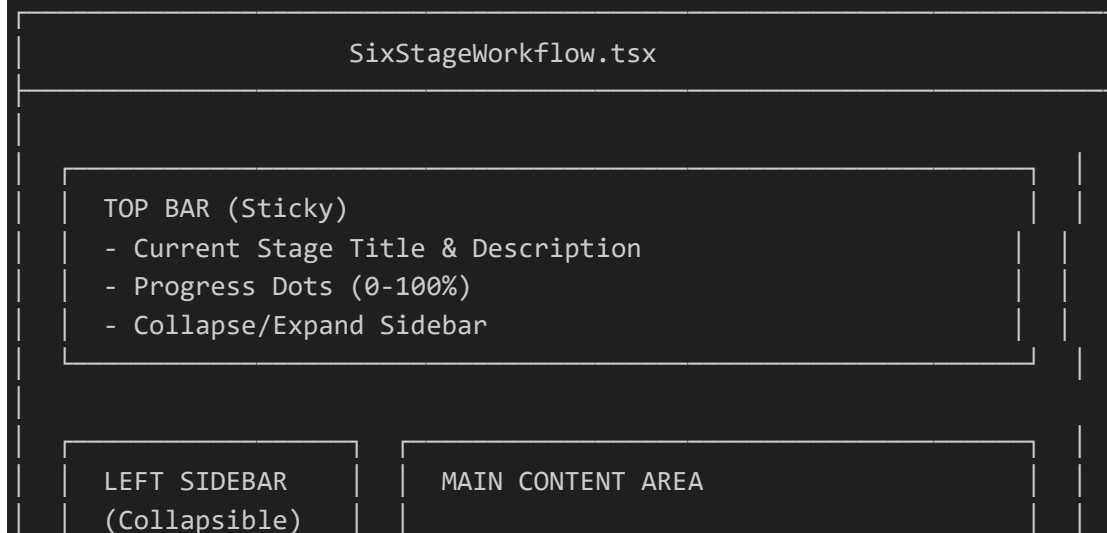 SixStageWorkflow.tsx
TOP BAR (Sticky)
- Current Stage Title & Description
- Progress Dots (0-100%)
- Collapse/Expand Sidebar
LEFT SIDEBAR MAIN CONTENT AREA
(Collapsible)